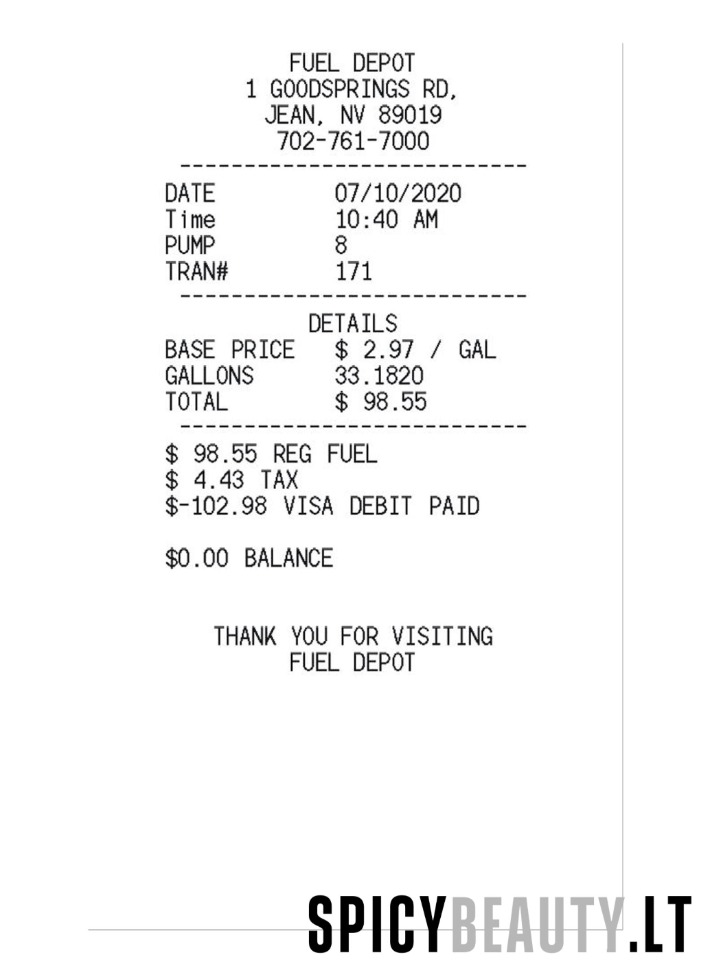 FUEL DEPOT
1 GOODSPRINGS RD,
JEAN, NV 89019
702-761-7000
---------------------------
DATE 07/10/2020
Time 10:40 AM
PUMP 8
TRAN# 171
---------------------------
DETAILS
BASE PRICE $ 2.97 / GAL
GALLONS 33.1820
TOTAL $ 98.55
---------------------------
$ 98.55 REG FUEL
$ 4.43 TAX
$-102.98 VISA DEBIT PAID
$0.00 BALANCE
THANK YOU FOR VISITING
FUEL DEPOT
SPICYBEAUTY.LT